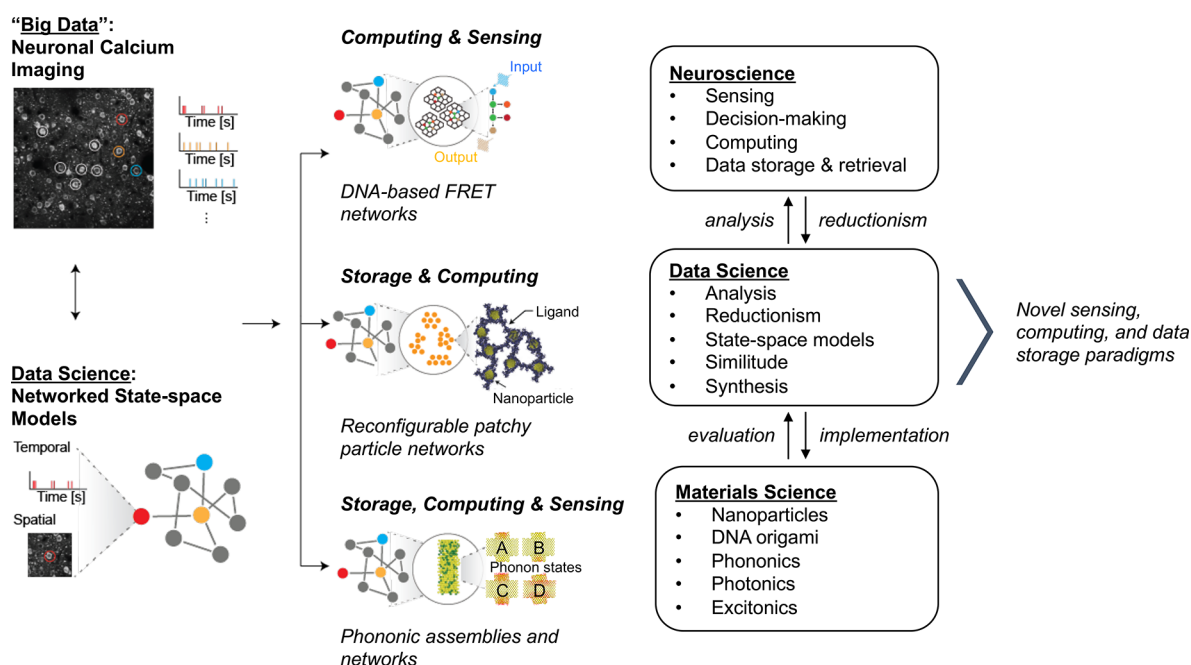 “Big Data”:
Neuronal Calcium
Imaging
Time [s]
Time [s]
Time [s]
⋮
Data Science:
Networked State-space
Models
Temporal
Time [s]
Spatial
Computing & Sensing
Input
Output
DNA-based FRET
networks
Storage & Computing
Ligand
Nanoparticle
Reconfigurable patchy
particle networks
Storage, Computing & Sensing
A B
Phonon states
C D
Phononic assemblies and
networks
Neuroscience
• Sensing
• Decision-making
• Computing
• Data storage & retrieval
analysis reductionism
Data Science
• Analysis
• Reductionism
• State-space models
• Similitude
• Synthesis
evaluation implementation
Materials Science
• Nanoparticles
• DNA origami
• Phononics
• Photonics
• Excitonics
Novel sensing,
computing, and data
storage paradigms